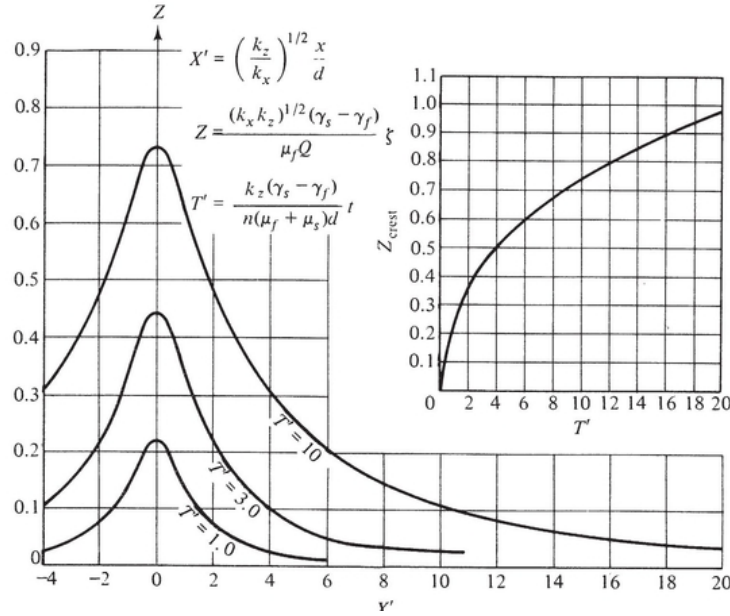 Z
0.9
0.8
0.7
0.6
0.5
0.4
0.3
0.2
0.1
0
X' = (k_z / k_x)^{1/2} x/d
Z = (k_x k_z)^{1/2} (γ_s − γ_f) / μ_f Q ζ
T' = k_z (γ_s − γ_f) / n(μ_f + μ_s)d t
T' = 10
T' = 3.0
T' = 1.0
−4 −2 0 2 4 6 8 10 12 14 16 18 20
X'
1.1
1.0
0.9
0.8
0.7
0.6
0.5
0.4
0.3
0.2
0.1
Z_crest
0 2 4 6 8 10 12 14 16 18 20
T'